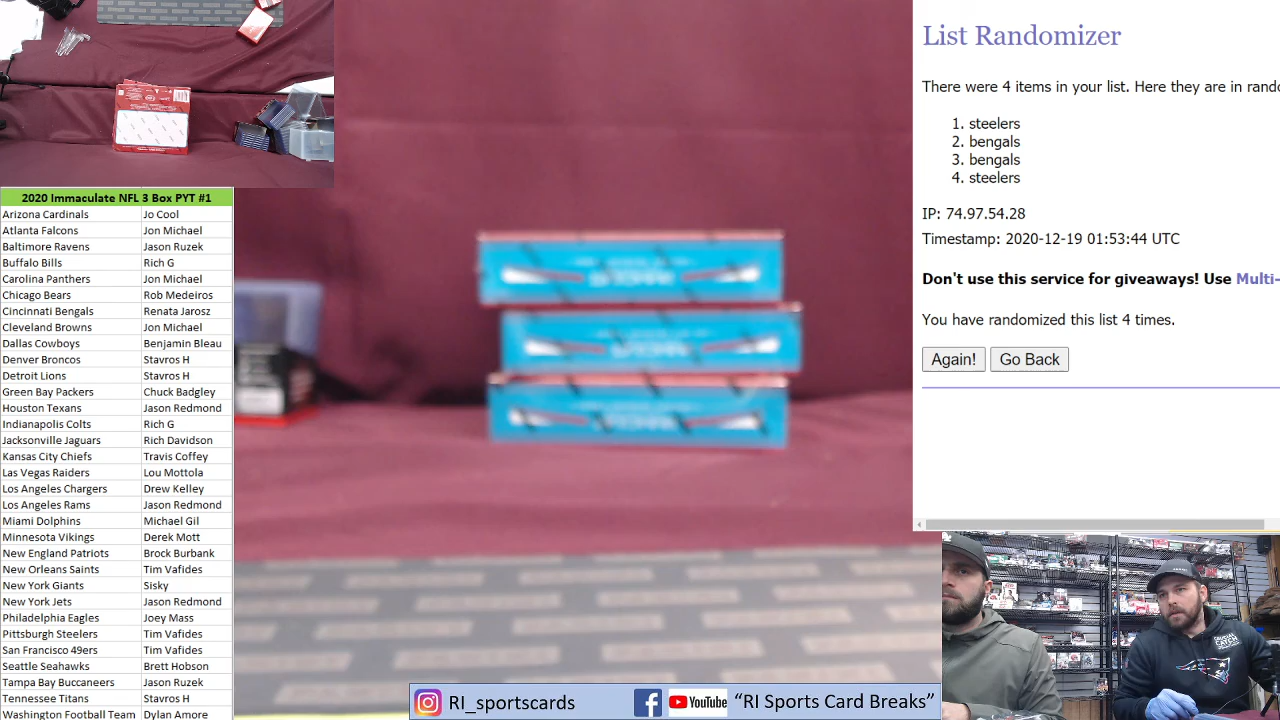 2020 Immaculate NFL 3 Box PYT #1
Arizona Cardinals Jo Cool
Atlanta Falcons Jon Michael
Baltimore Ravens Jason Ruzek
Buffalo Bills Rich G
Carolina Panthers Jon Michael
Chicago Bears Rob Medeiros
Cincinnati Bengals Renata Jarosz
Cleveland Browns Jon Michael
Dallas Cowboys Benjamin Bleau
Denver Broncos Stavros H
Detroit Lions Stavros H
Green Bay Packers Chuck Badgley
Houston Texans Jason Redmond
Indianapolis Colts Rich G
Jacksonville Jaguars Rich Davidson
Kansas City Chiefs Travis Coffey
Las Vegas Raiders Lou Mottola
Los Angeles Chargers Drew Kelley
Los Angeles Rams Jason Redmond
Miami Dolphins Michael Gil
Minnesota Vikings Derek Mott
New England Patriots Brock Burbank
New Orleans Saints Tim Vafides
New York Giants Sisky
New York Jets Jason Redmond
Philadelphia Eagles Joey Mass
Pittsburgh Steelers Tim Vafides
San Francisco 49ers Tim Vafides
Seattle Seahawks Brett Hobson
Tampa Bay Buccaneers Jason Ruzek
Tennessee Titans Stavros H
Washington Football Team Dylan Amore
List Randomizer
There were 4 items in your list. Here they are in rando
1. steelers
2. bengals
3. bengals
4. steelers
IP: 74.97.54.28
Timestamp: 2020-12-19 01:53:44 UTC
Don't use this service for giveaways! Use Multi-
You have randomized this list 4 times.
Again! Go Back
RI_sportscards YouTube “RI Sports Card Breaks”